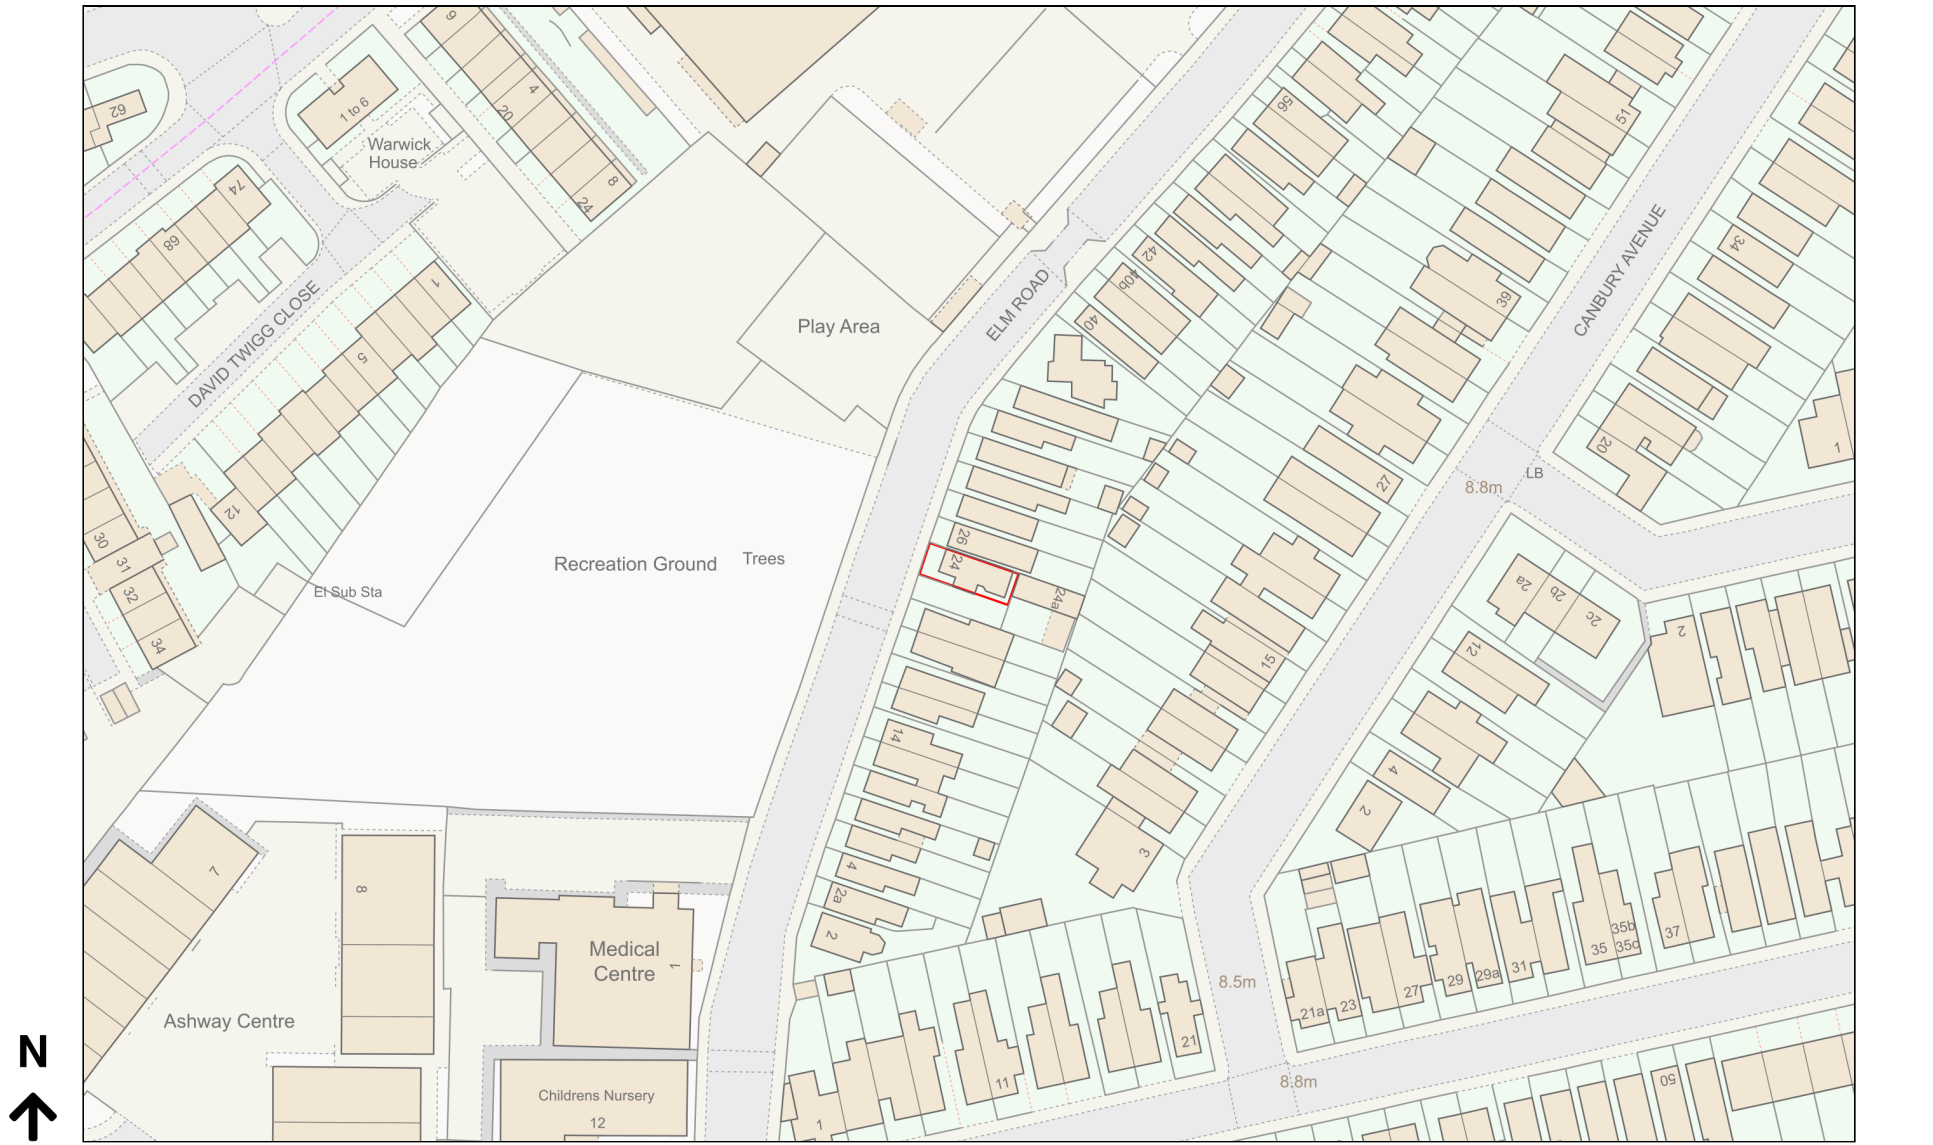 9
4
20
8
24
62
1 to 6
Warwick
House
74
68
DAVID TWIGG CLOSE
1
5
12
30
31
32
34
El Sub Sta
Play Area
Recreation Ground
Trees
ELM ROAD
56
42
40b
40
26
24
24a
14
4
2a
2
51
39
27
15
3
CANBURY AVENUE
34
20
1
LB
8.8m
2a
2b
2c
12
2
4
2
7
8
Ashway Centre
Medical
Centre
1
Childrens Nursery
12
1
11
21
8.5m
8.8m
21a
23
27
29
29a
31
35
35b
35c
37
50
N